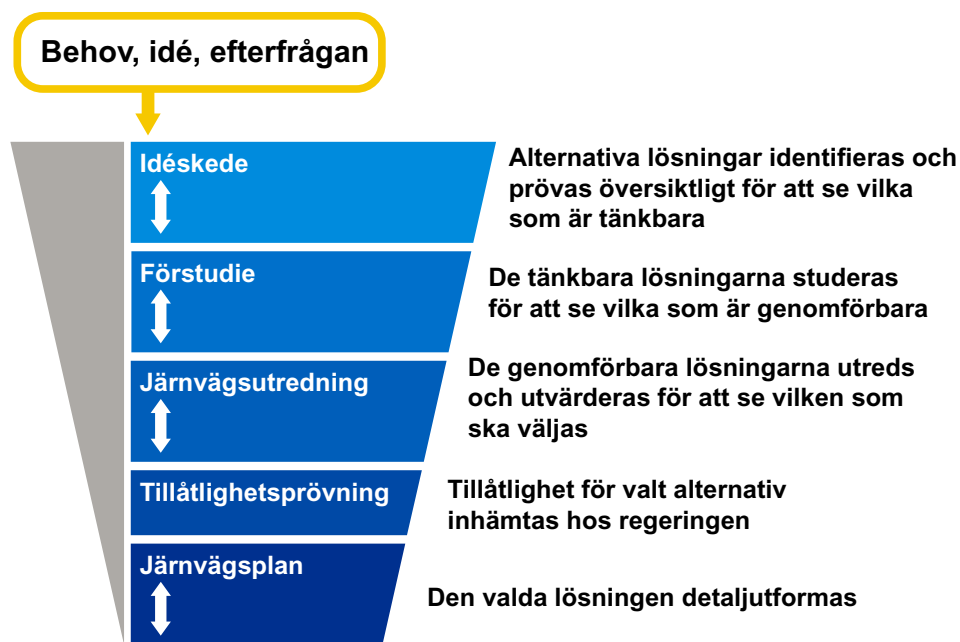 Behov, idé, efterfrågan
Idéskede
Alternativa lösningar identifieras och
prövas översiktligt för att se vilka
som är tänkbara
Förstudie
De tänkbara lösningarna studeras
för att se vilka som är genomförbara
Järnvägsutredning
De genomförbara lösningarna utreds
och utvärderas för att se vilken som
ska väljas
Tillåtlighetsprövning
Tillåtlighet för valt alternativ
inhämtas hos regeringen
Järnvägsplan
Den valda lösningen detaljutformas